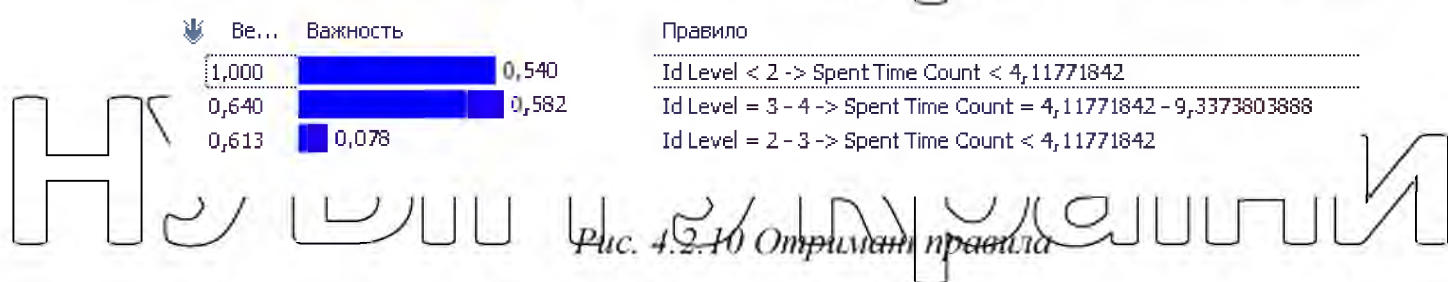 Ве... Важность Правило
1,000 0,540 Id Level < 2 -> Spent Time Count < 4,11771842
0,640 0,582 Id Level = 3 - 4 -> Spent Time Count = 4,11771842 - 9,3373803888
0,613 0,078 Id Level = 2 - 3 -> Spent Time Count < 4,11771842
НУБіП України
Рис. 4.2.10 Отримані правила